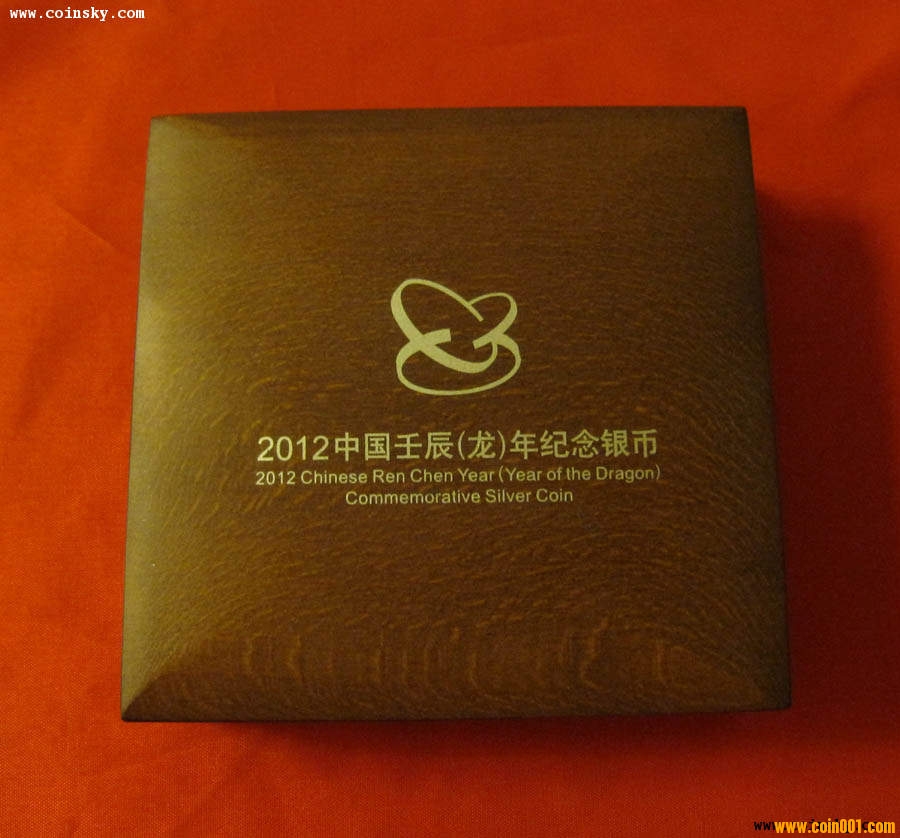 www.coinsky.com
2012中国壬辰(龙)年纪念银币
2012 Chinese Ren Chen Year (Year of the Dragon)
Commemorative Silver Coin
www.coin001.com